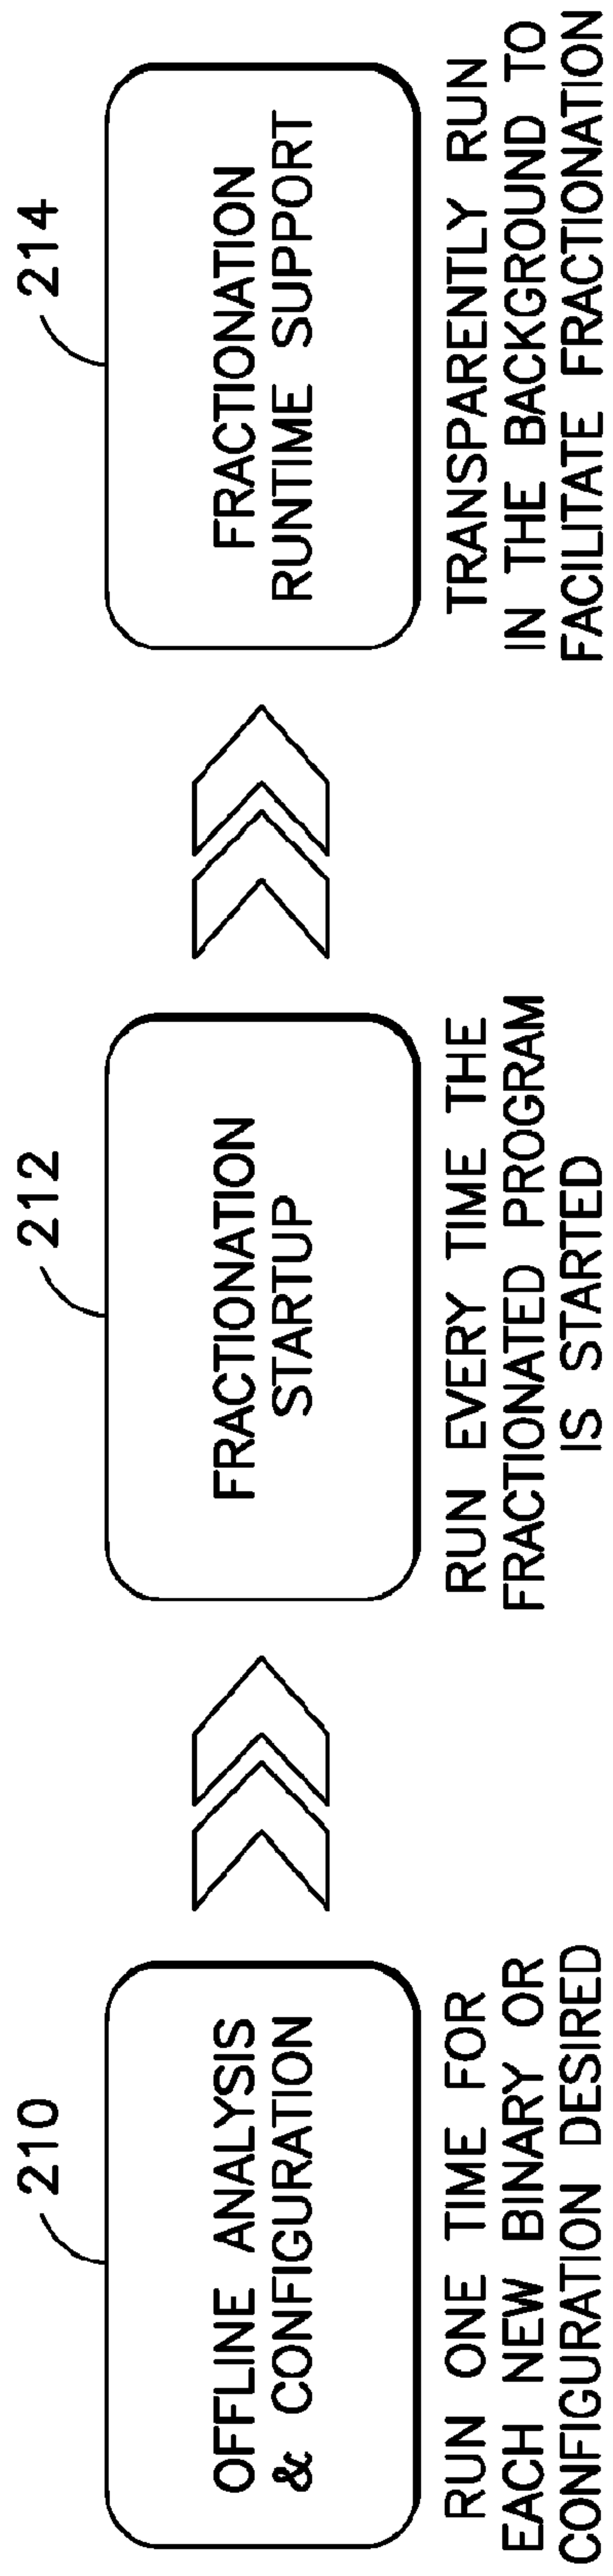 210
OFFLINE ANALYSIS
& CONFIGURATION
RUN ONE TIME FOR
EACH NEW BINARY OR
CONFIGURATION DESIRED
212
FRACTIONATION
STARTUP
RUN EVERY TIME THE
FRACTIONATED PROGRAM
IS STARTED
214
FRACTIONATION
RUNTIME SUPPORT
TRANSPARENTLY RUN
IN THE BACKGROUND TO
FACILITATE FRACTIONATION